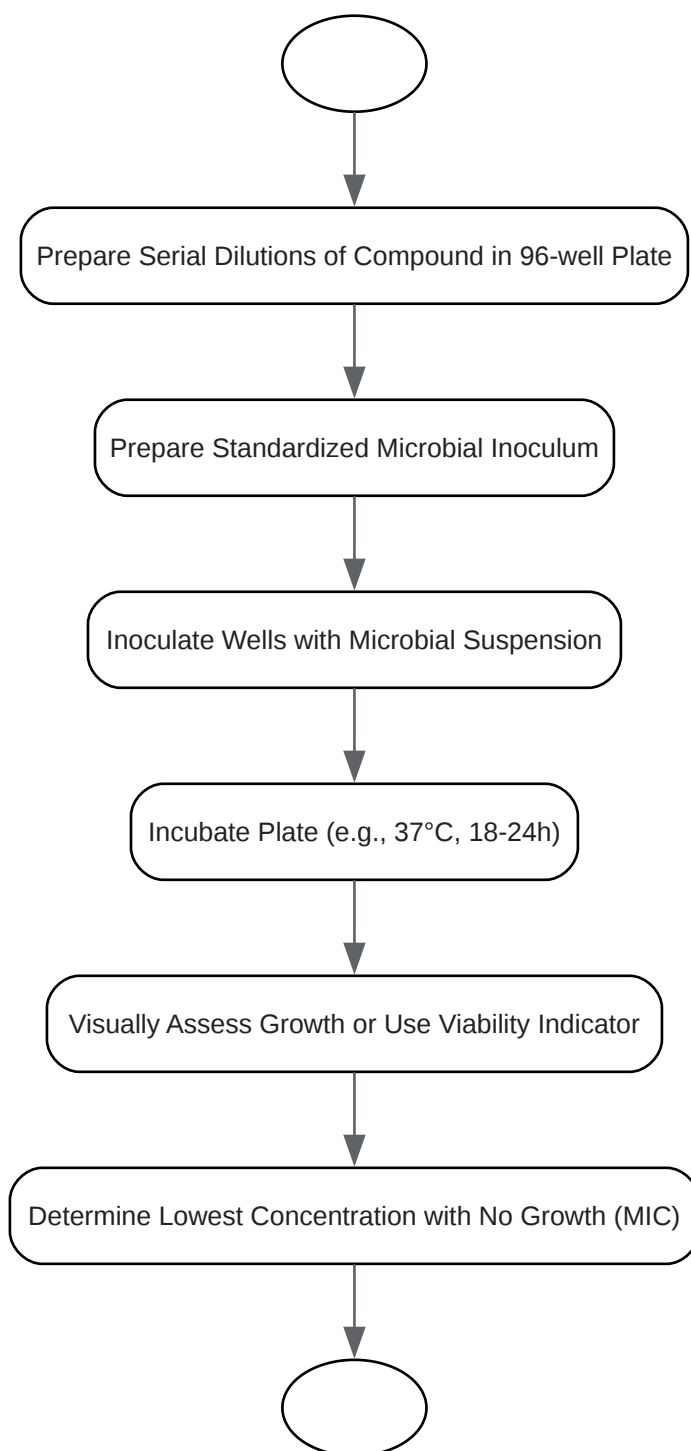 Prepare Serial Dilutions of Compound in 96-well Plate
Prepare Standardized Microbial Inoculum
Inoculate Wells with Microbial Suspension
Incubate Plate (e.g., 37°C, 18-24h)
Visually Assess Growth or Use Viability Indicator
Determine Lowest Concentration with No Growth (MIC)